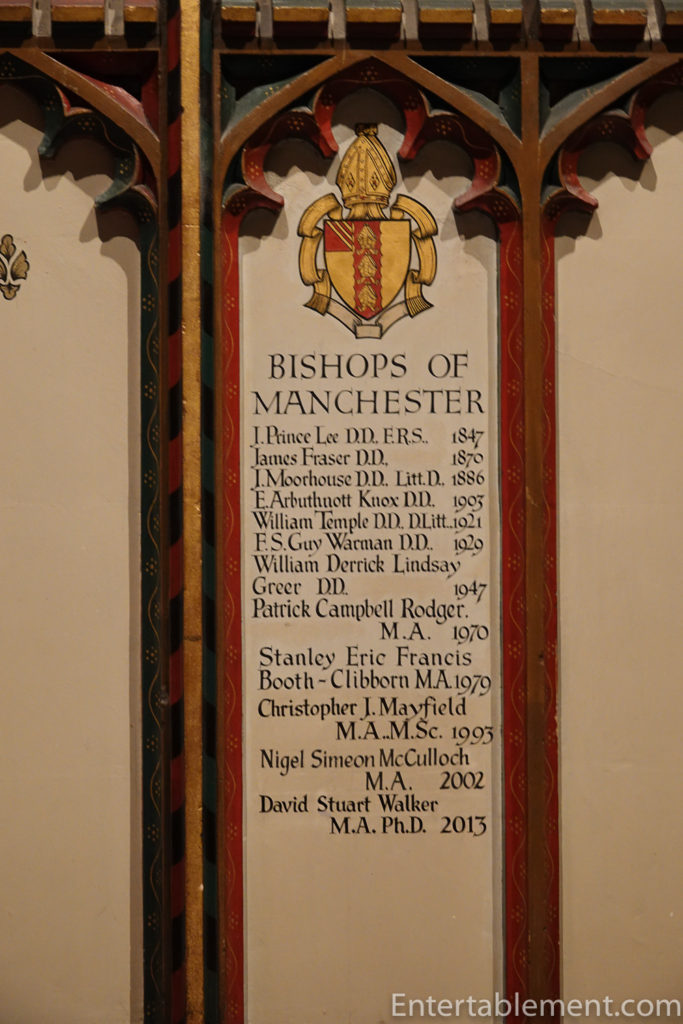 BISHOPS OF
MANCHESTER
J. Prince Lee D.D., F.R.S., 1847
James Fraser D.D., 1870
J. Moorhouse D.D., Litt.D., 1886
E. Arbuthnott Knox D.D., 1903
William Temple D.D., D.Litt., 1921
F.S. Guy Warman D.D., 1929
William Derrick Lindsay
Greer D.D. 1947
Patrick Campbell Rodger.
M.A. 1970
Stanley Eric Francis
Booth-Clibborn M.A. 1979
Christopher J. Mayfield
M.A., M.Sc. 1993
Nigel Simeon McCulloch
M.A. 2002
David Stuart Walker
M.A. Ph.D. 2013
Entertablement.com